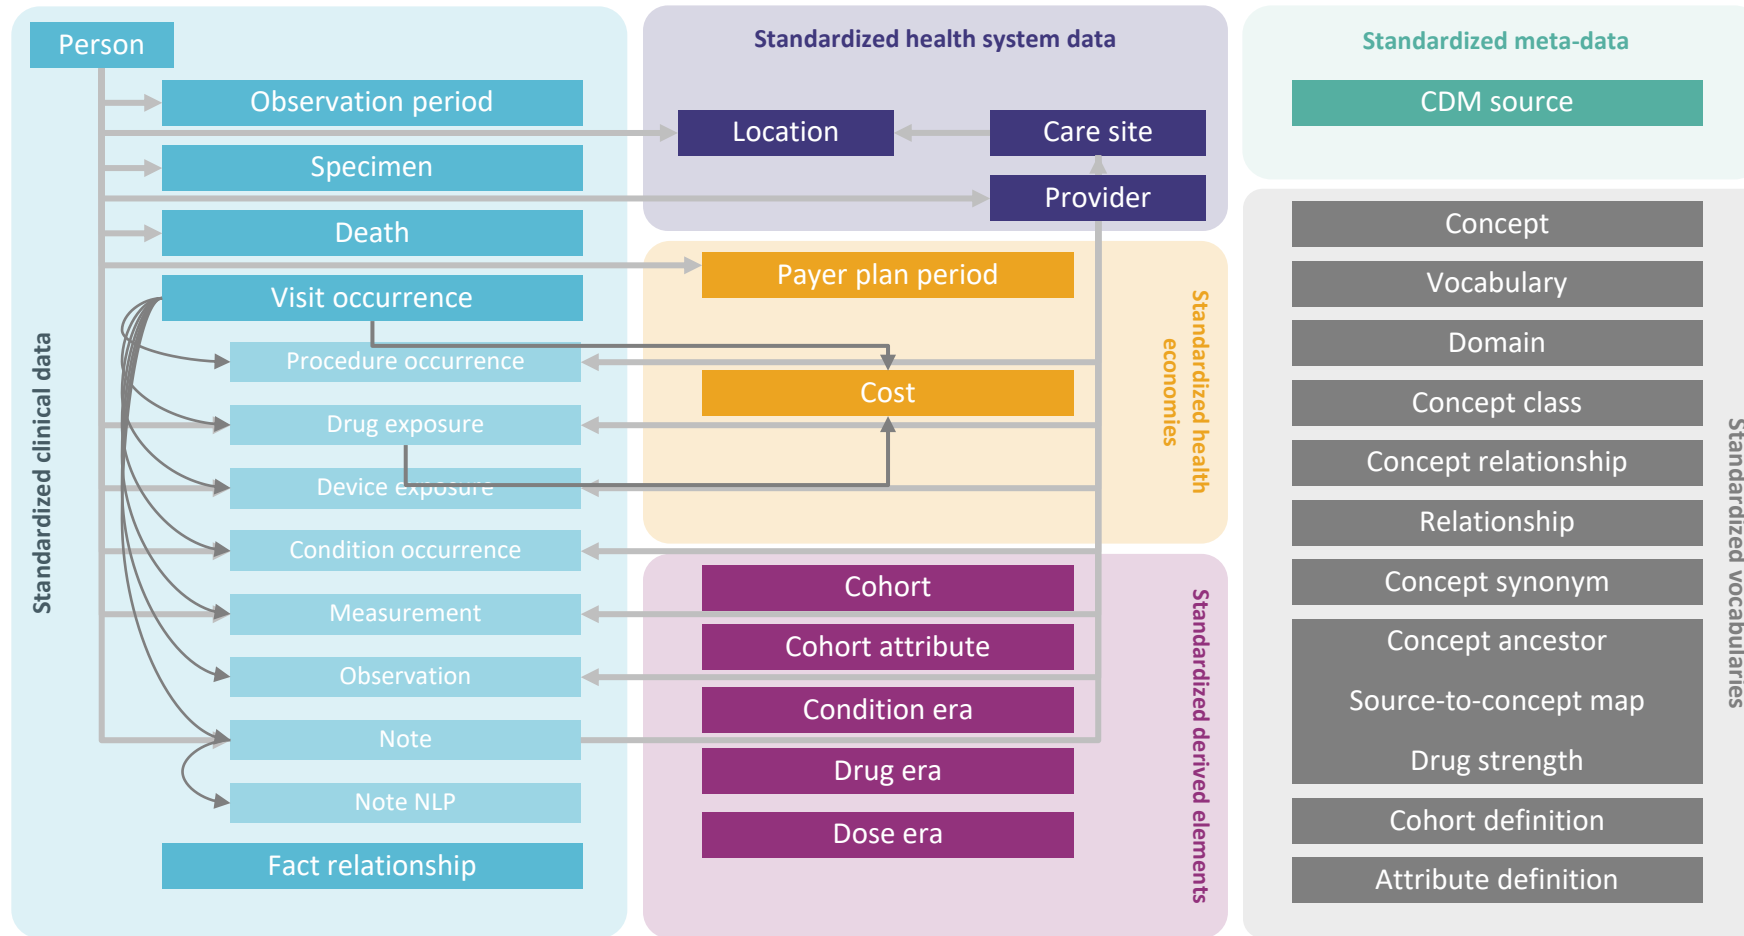 Person
Observation period
Specimen
Death
Visit occurrence
Procedure occurrence
Drug exposure
Device exposure
Condition occurrence
Measurement
Observation
Note
Note NLP
Fact relationship
Standardized clinical data
Standardized health system data
Location
Care site
Provider
Payer plan period
Cost
Standardized health
economies
Cohort
Cohort attribute
Condition era
Drug era
Dose era
Standardized derived elements
Standardized meta-data
CDM source
Concept
Vocabulary
Domain
Concept class
Concept relationship
Relationship
Concept synonym
Concept ancestor
Source-to-concept map
Drug strength
Cohort definition
Attribute definition
Standardized vocabularies